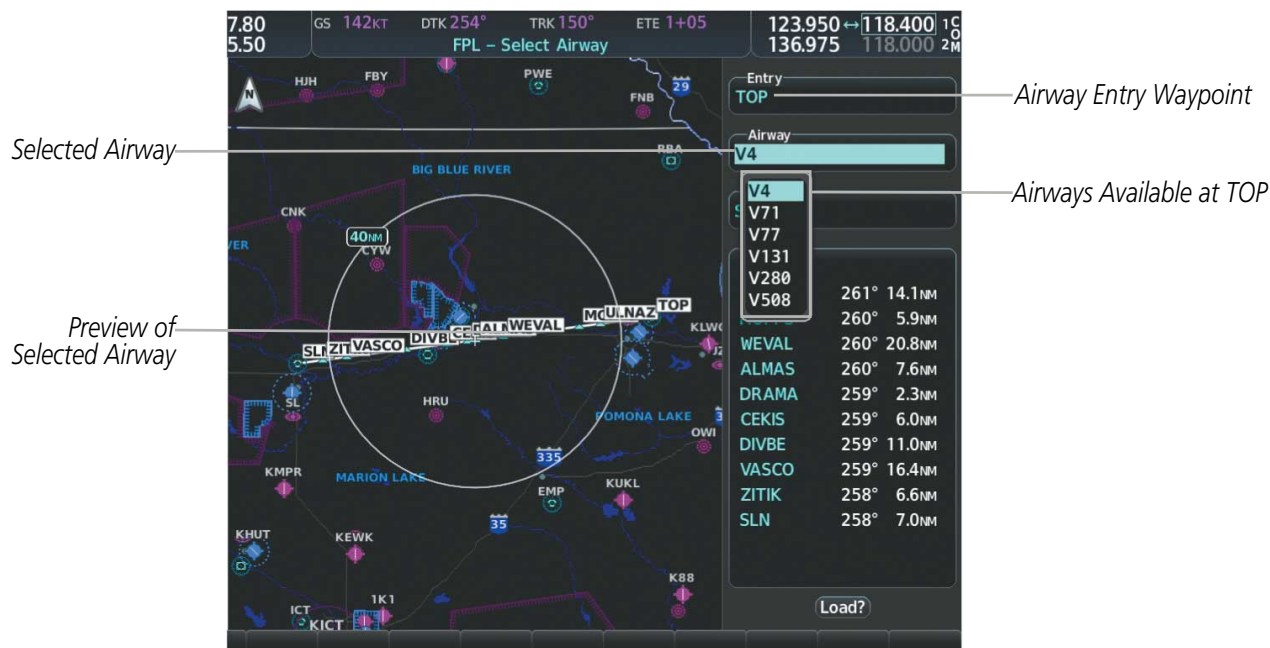 7.80
5.50
GS 142KT DTK 254° TRK 150° ETE 1+05
FPL – Select Airway
123.950 ↔ 118.400 1
136.975 118.000 2
COM
N
HJH
FBY
PWE
29
FNB
RBA
BIG BLUE RIVER
CNK
40NM
CYW
TOP
WEVAL
VASCO
KLWC
SL
HRU
POMONA LAKE
OWI
335
KMPR
MARION LAKE
EMP
KUKL
35
KHUT
KEWK
K88
1K1
ICT
KICT
Entry
TOP
Airway
V4
V4
V71
V77
V131
V280
V508
261° 14.1NM
260° 5.9NM
WEVAL 260° 20.8NM
ALMAS 260° 7.6NM
DRAMA 259° 2.3NM
CEKIS 259° 6.0NM
DIVBE 259° 11.0NM
VASCO 259° 16.4NM
ZITIK 258° 6.6NM
SLN 258° 7.0NM
Load?
Selected Airway
Preview of
Selected Airway
Airway Entry Waypoint
Airways Available at TOP